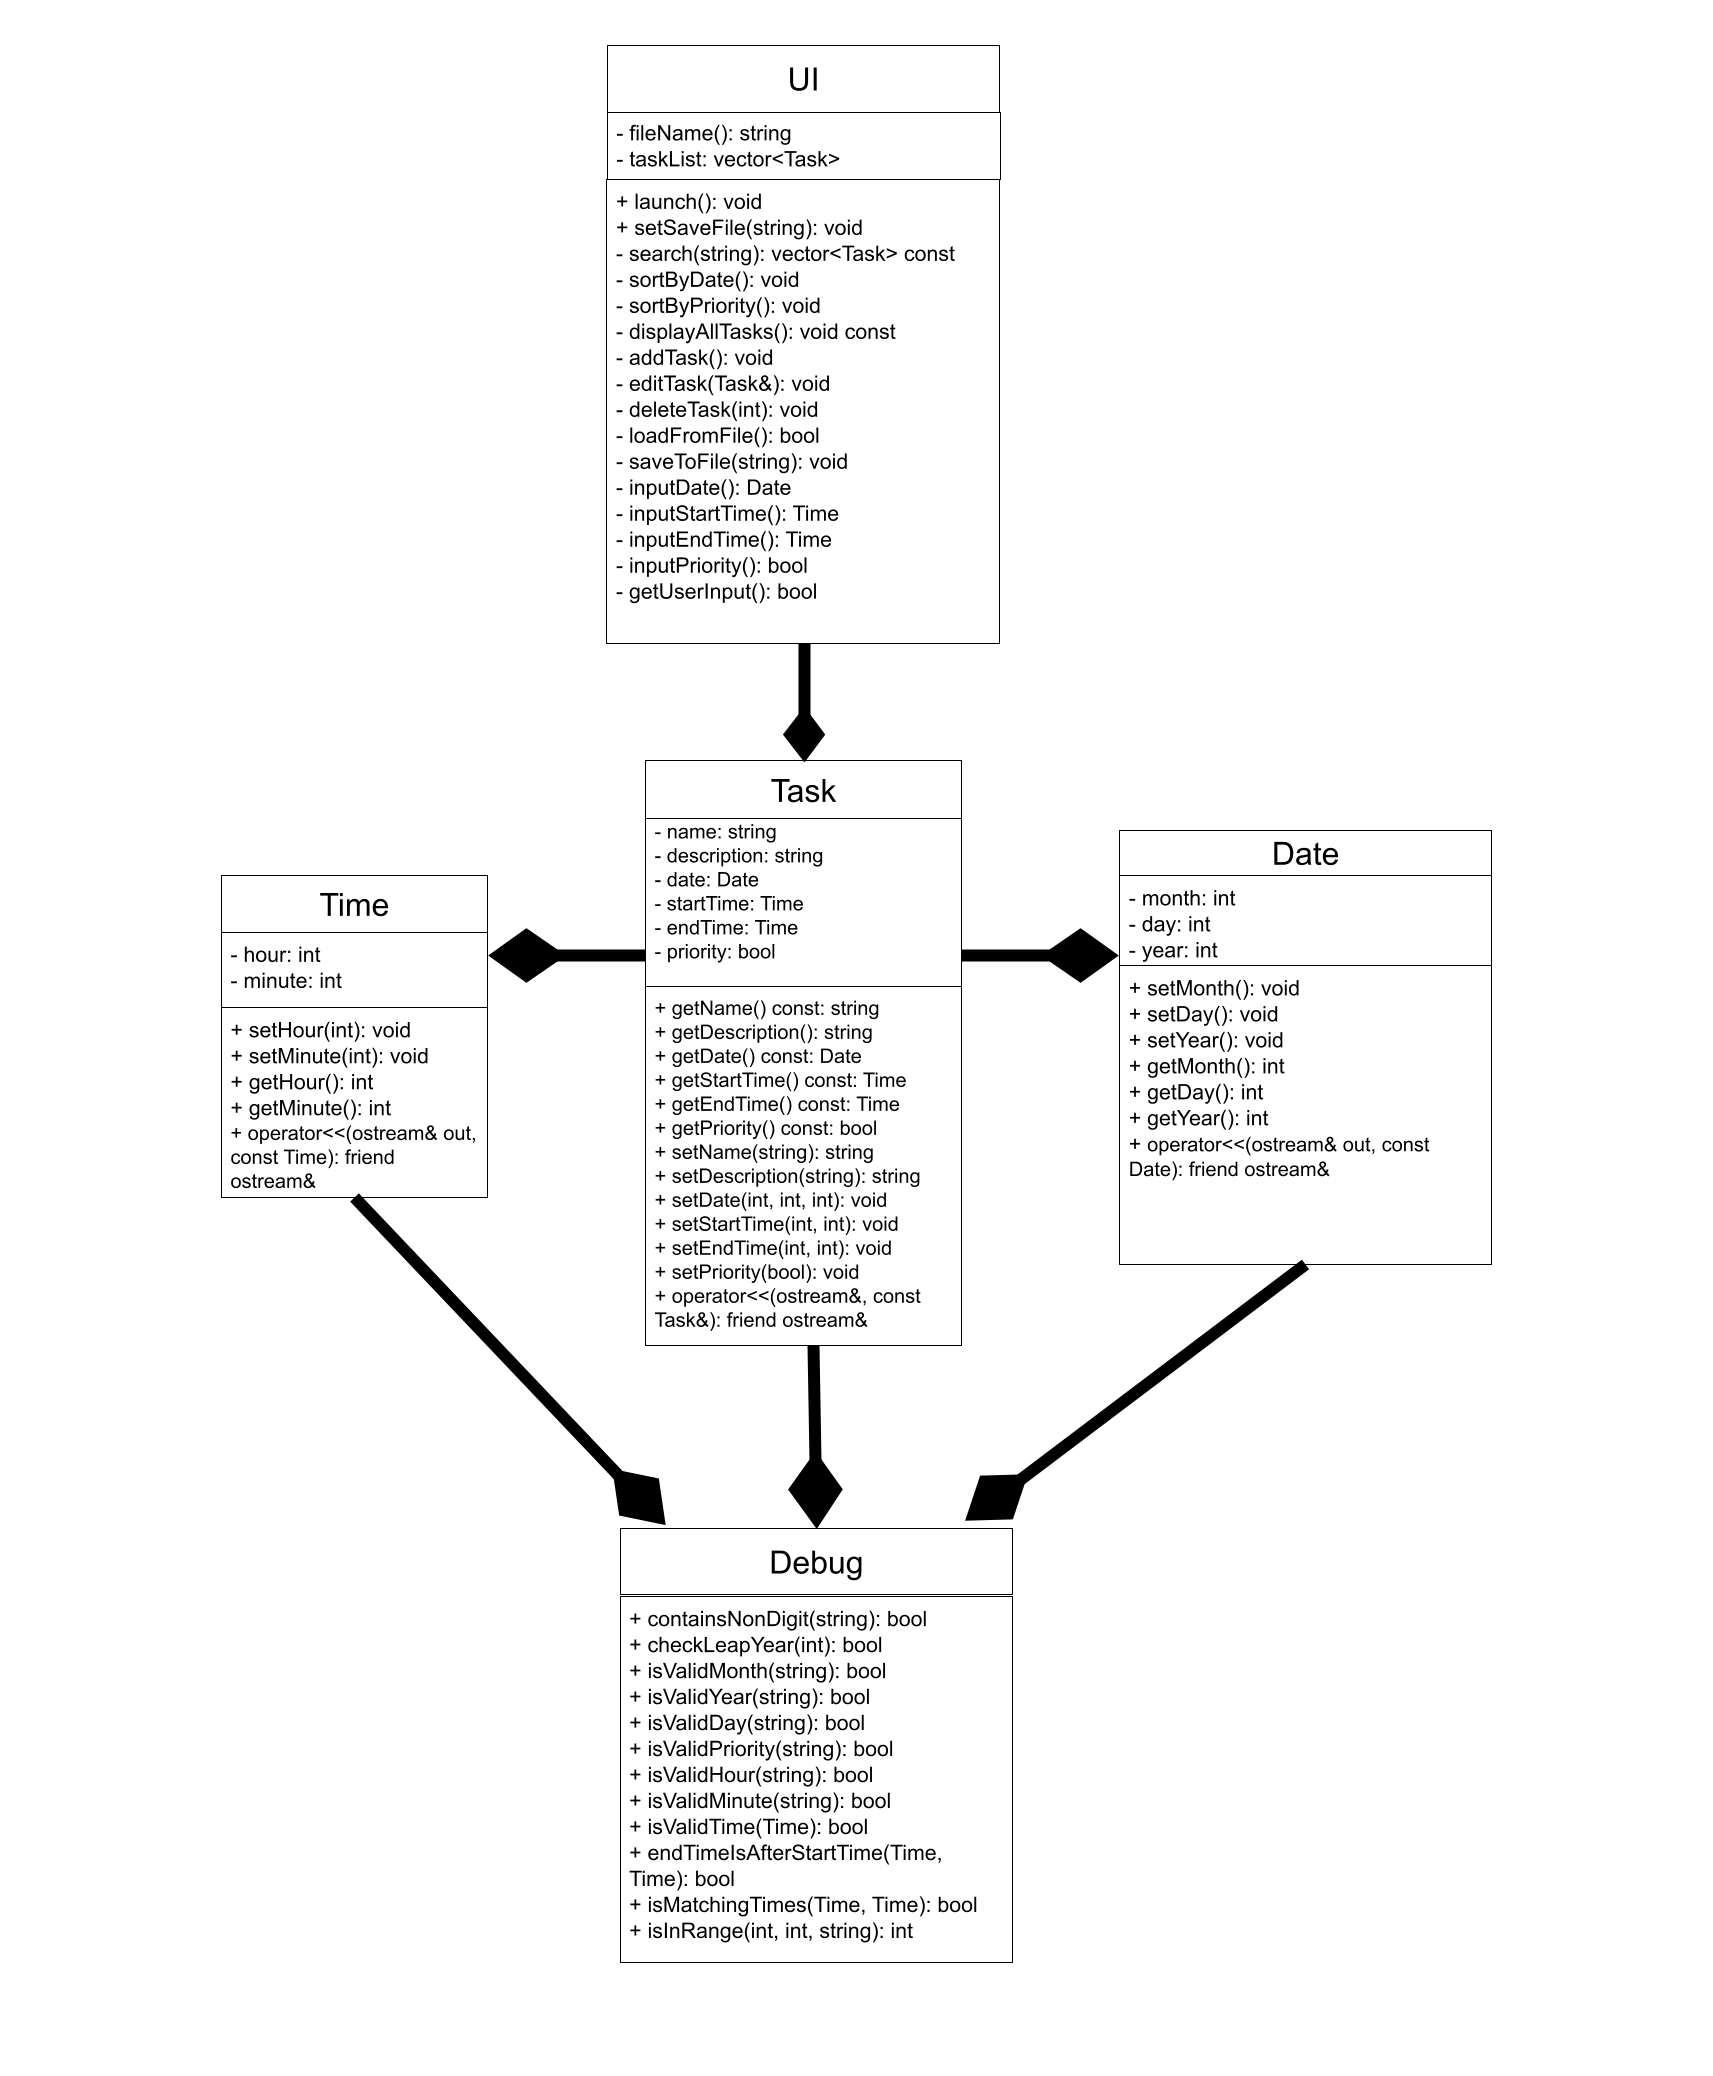 UI
- fileName(): string
- taskList: vector<Task>
+ launch(): void
+ setSaveFile(string): void
- search(string): vector<Task> const
- sortByDate(): void
- sortByPriority(): void
- displayAllTasks(): void const
- addTask(): void
- editTask(Task&): void
- deleteTask(int): void
- loadFromFile(): bool
- saveToFile(string): void
- inputDate(): Date
- inputStartTime(): Time
- inputEndTime(): Time
- inputPriority(): bool
- getUserInput(): bool
Task
- name: string
- description: string
- date: Date
- startTime: Time
- endTime: Time
- priority: bool
+ getName() const: string
+ getDescription(): string
+ getDate() const: Date
+ getStartTime() const: Time
+ getEndTime() const: Time
+ getPriority() const: bool
+ setName(string): string
+ setDescription(string): string
+ setDate(int, int, int): void
+ setStartTime(int, int): void
+ setEndTime(int, int): void
+ setPriority(bool): void
+ operator<<(ostream&, const
Task&): friend ostream&
Time
- hour: int
- minute: int
+ setHour(int): void
+ setMinute(int): void
+ getHour(): int
+ getMinute(): int
+ operator<<(ostream& out,
const Time): friend
ostream&
Date
- month: int
- day: int
- year: int
+ setMonth(): void
+ setDay(): void
+ setYear(): void
+ getMonth(): int
+ getDay(): int
+ getYear(): int
+ operator<<(ostream& out, const
Date): friend ostream&
Debug
+ containsNonDigit(string): bool
+ checkLeapYear(int): bool
+ isValidMonth(string): bool
+ isValidYear(string): bool
+ isValidDay(string): bool
+ isValidPriority(string): bool
+ isValidHour(string): bool
+ isValidMinute(string): bool
+ isValidTime(Time): bool
+ endTimeIsAfterStartTime(Time,
Time): bool
+ isMatchingTimes(Time, Time): bool
+ isInRange(int, int, string): int